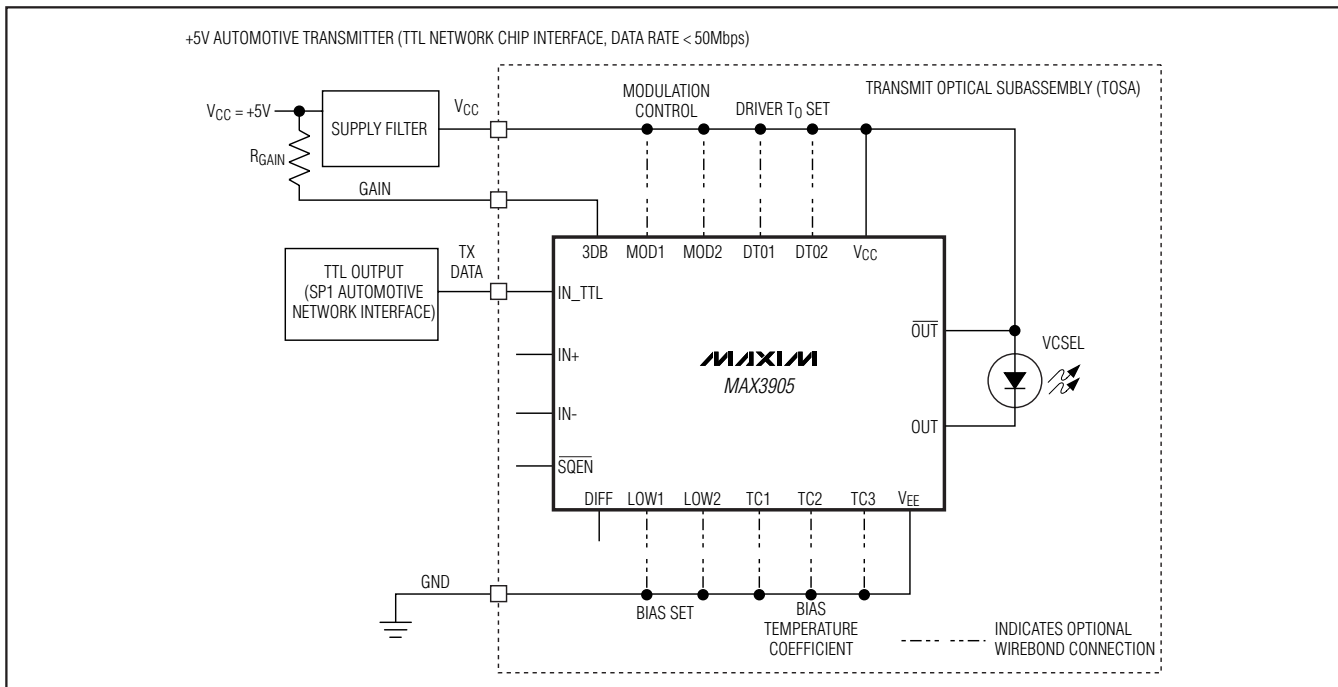 +5V AUTOMOTIVE TRANSMITTER (TTL NETWORK CHIP INTERFACE, DATA RATE < 50Mbps)
TRANSMIT OPTICAL SUBASSEMBLY (TOSA)
MODULATION
CONTROL
DRIVER T0 SET
VCC = +5V
SUPPLY FILTER
VCC
RGAIN
GAIN
3DB
MOD1
MOD2
DT01
DT02
VCC
TTL OUTPUT
(SP1 AUTOMOTIVE
NETWORK INTERFACE)
TX
DATA
IN_TTL
IN+
IN-
SQEN
MAXIM
MAX3905
OUT
VCSEL
OUT
DIFF
LOW1
LOW2
TC1
TC2
TC3
VEE
GND
BIAS SET
BIAS
TEMPERATURE
COEFFICIENT
INDICATES OPTIONAL
WIREBOND CONNECTION